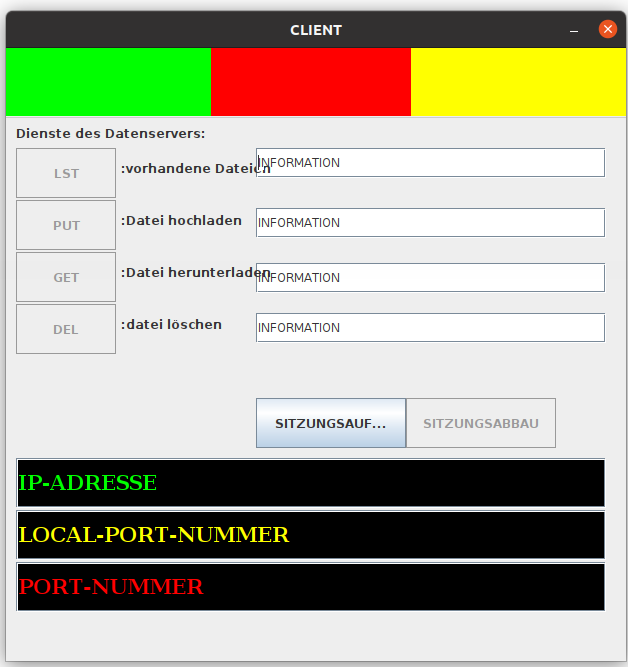 CLIENT
Dienste des Datenservers:
LST :vorhandene Dateien INFORMATION
PUT :Datei hochladen INFORMATION
GET :Datei herunterladen INFORMATION
DEL :datei löschen INFORMATION
SITZUNGSAUF... SITZUNGSABBAU
IP-ADRESSE
LOCAL-PORT-NUMMER
PORT-NUMMER